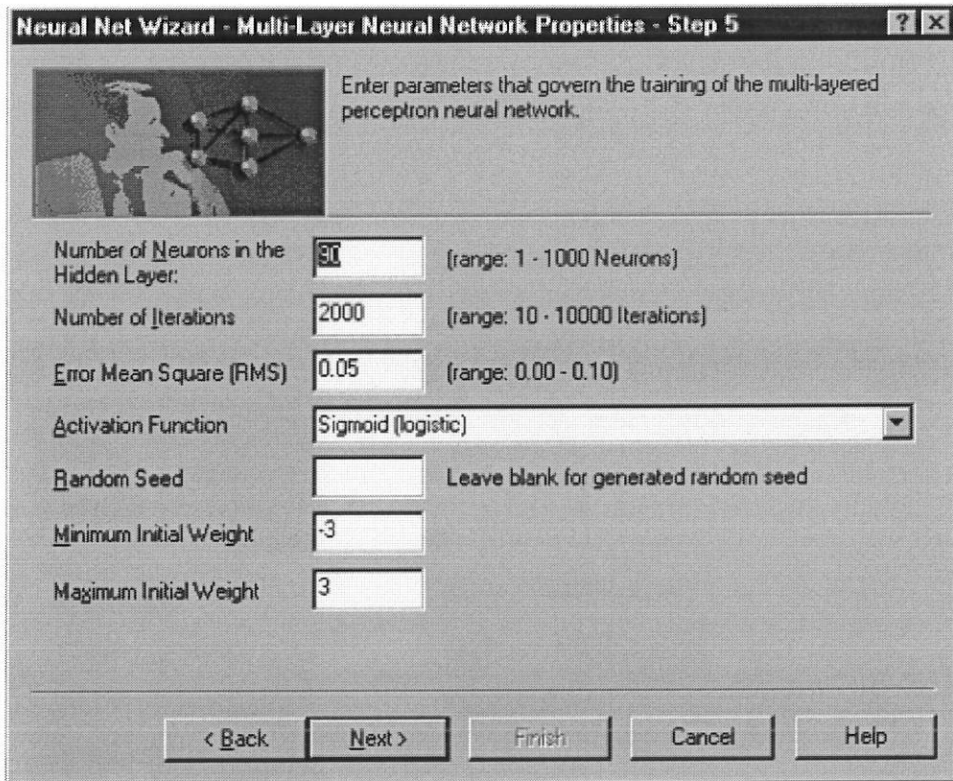 Neural Net Wizard - Multi-Layer Neural Network Properties - Step 5
Enter parameters that govern the training of the multi-layered
perceptron neural network.
Number of Neurons in the
Hidden Layer:
90
(range: 1 - 1000 Neurons)
Number of Iterations
2000
(range: 10 - 10000 Iterations)
Error Mean Square (RMS)
0.05
(range: 0.00 - 0.10)
Activation Function
Sigmoid (logistic)
Random Seed
Leave blank for generated random seed
Minimum Initial Weight
-3
Maximum Initial Weight
3
< Back
Next >
Finish
Cancel
Help